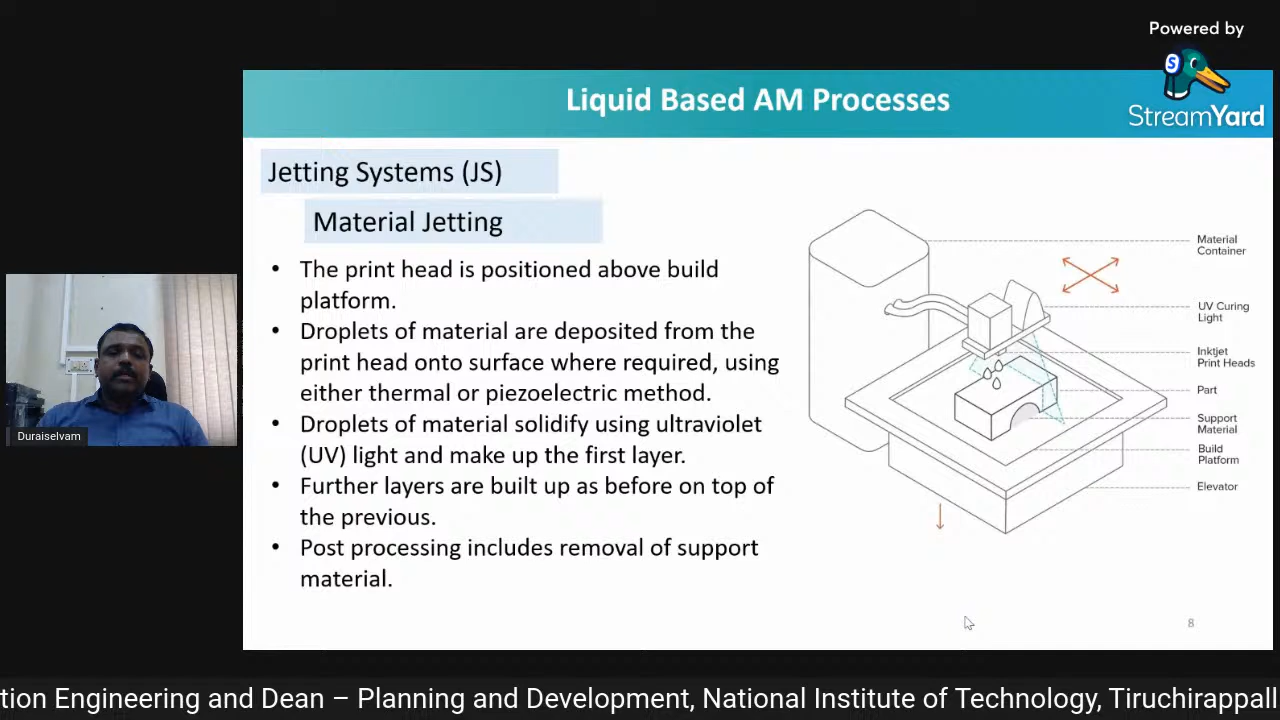 Powered by
S
StreamYard
Liquid Based AM Processes
Jetting Systems (JS)
Material Jetting
• The print head is positioned above build
platform.
• Droplets of material are deposited from the
print head onto surface where required, using
either thermal or piezoelectric method.
• Droplets of material solidify using ultraviolet
(UV) light and make up the first layer.
• Further layers are built up as before on top of
the previous.
• Post processing includes removal of support
material.
Material
Container
UV Curing
Light
Inktjet
Print Heads
Part
Support
Material
Build
Platform
Elevator
8
Duraiselvam
tion Engineering and Dean – Planning and Development, National Institute of Technology, Tiruchirappall